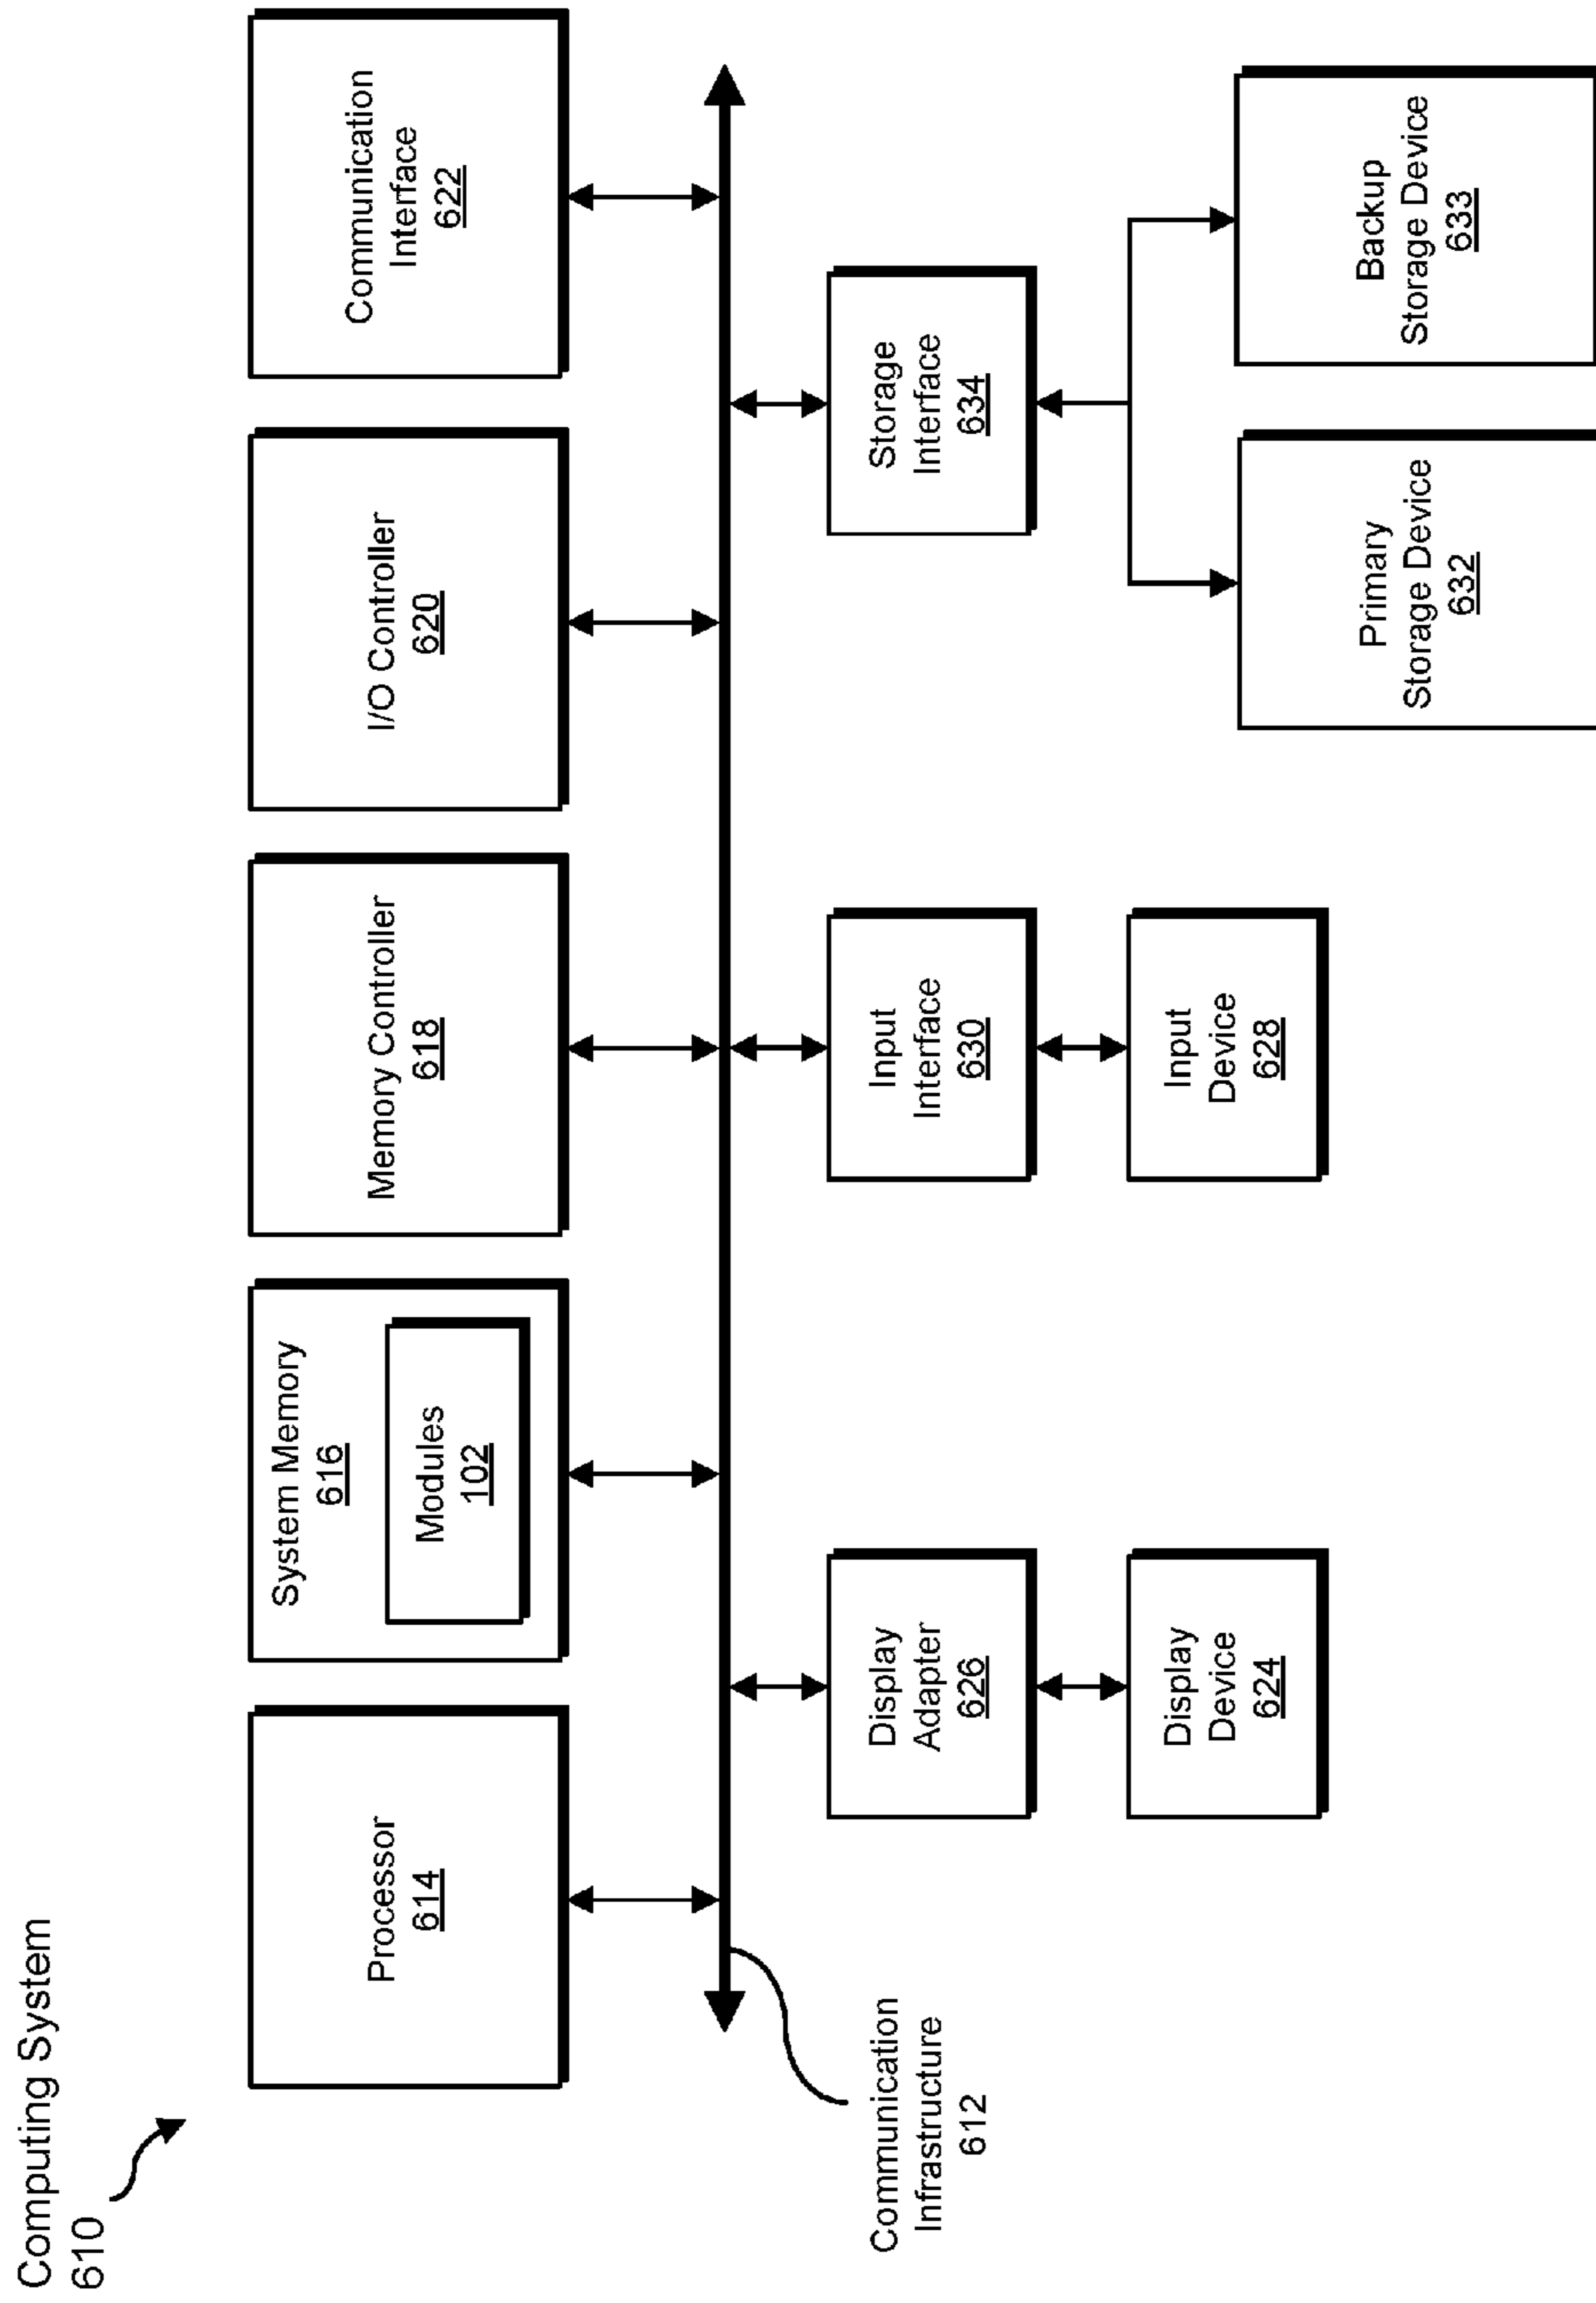 Computing System
610
Processor
614
System Memory
616
Modules
102
Memory Controller
618
I/O Controller
620
Communication
Interface
622
Communication
Infrastructure
612
Display
Adapter
626
Input
Interface
630
Storage
Interface
634
Display
Device
624
Input
Device
628
Primary
Storage Device
632
Backup
Storage Device
633